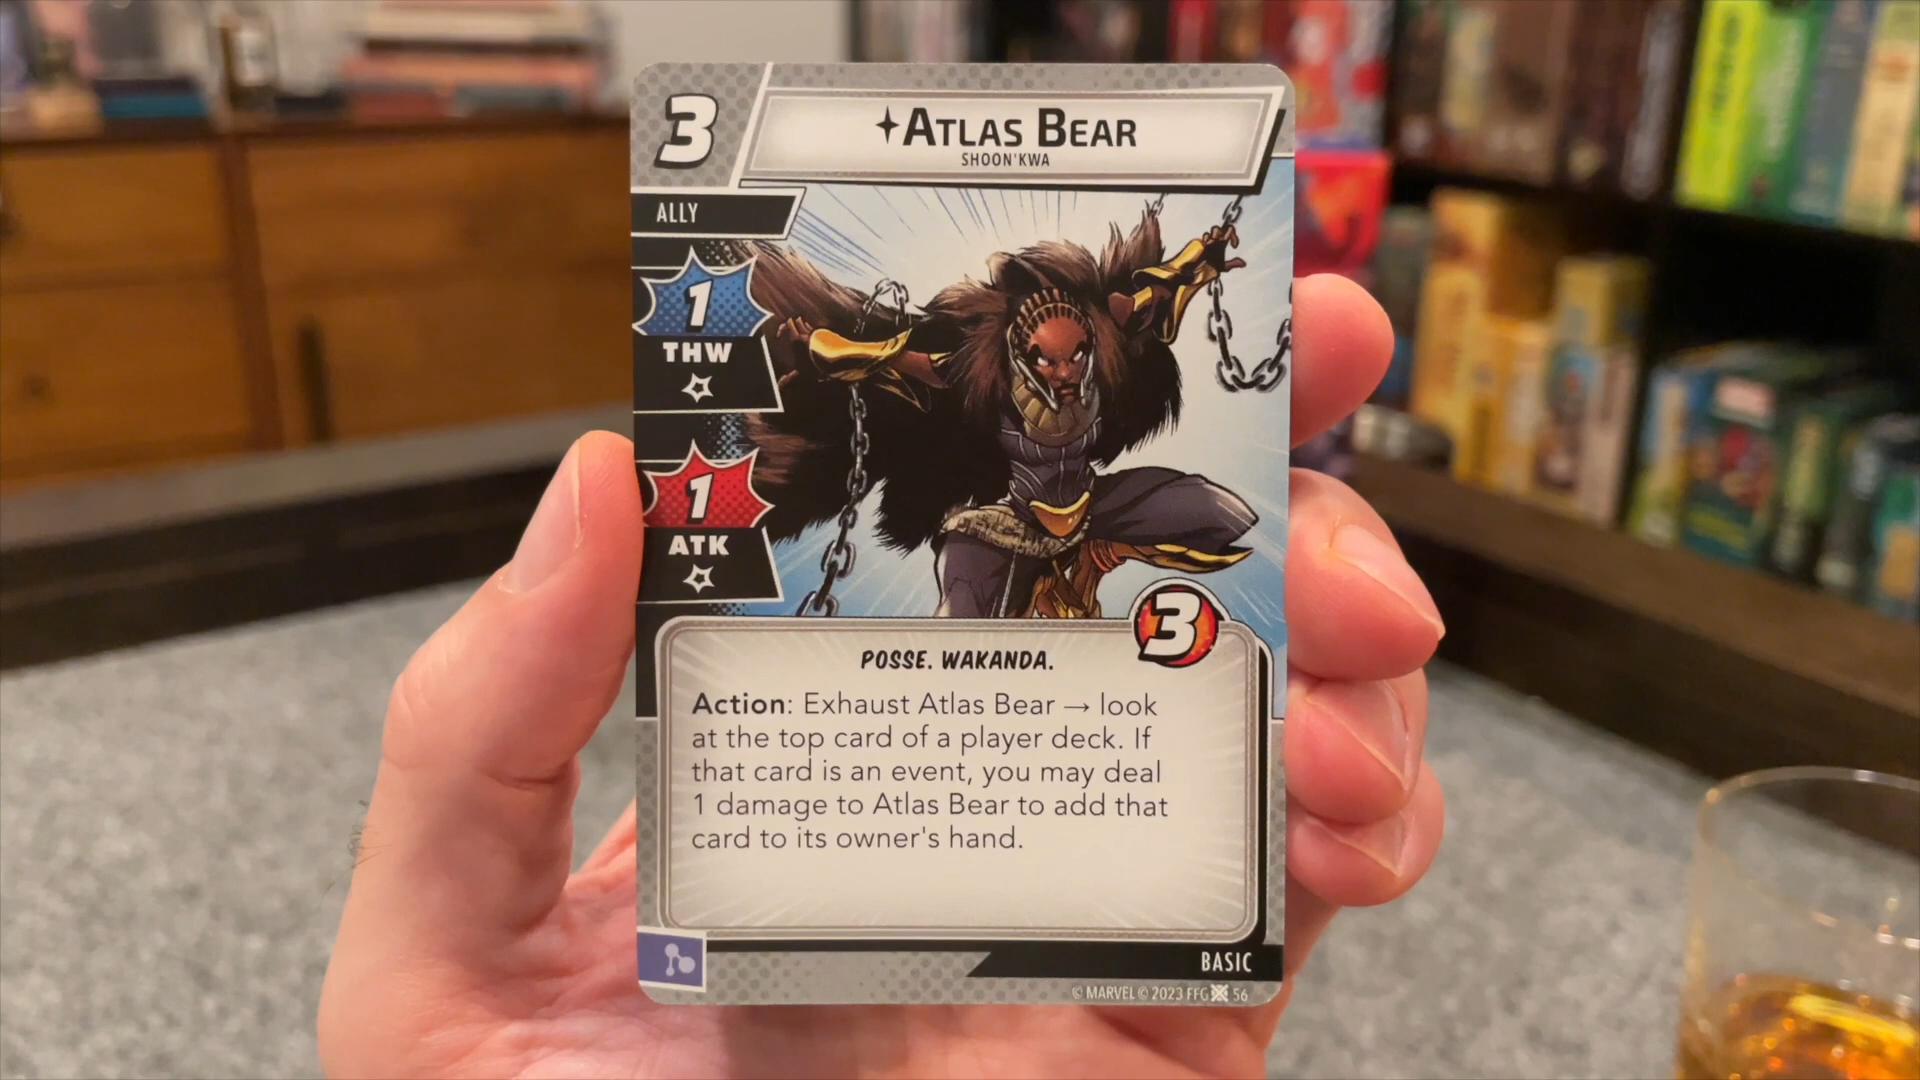 3
ATLAS BEAR
SHOON'KWA
ALLY
1
THW
1
ATK
3
POSSE. WAKANDA.
Action: Exhaust Atlas Bear → look
at the top card of a player deck. If
that card is an event, you may deal
1 damage to Atlas Bear to add that
card to its owner's hand.
BASIC
© MARVEL © 2023 FFG 56